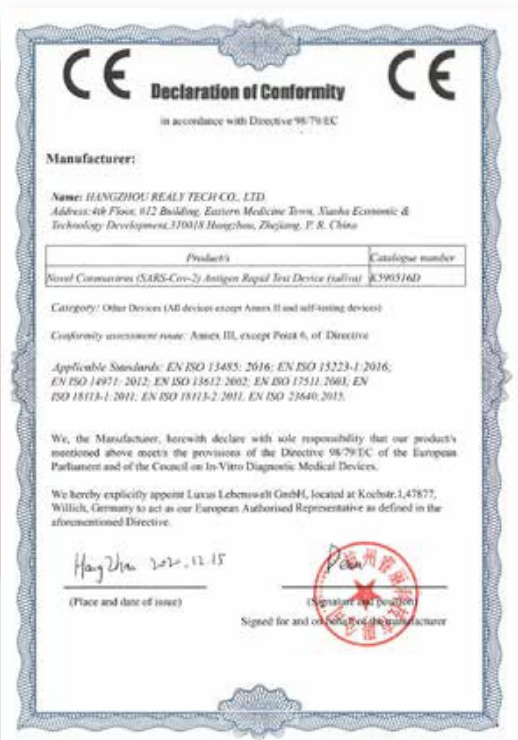 CE
Declaration of Conformity
CE
in accordance with Directive 98/79/EC
Manufacturer:
Name: HANGZHOU REALY TECH CO., LTD.
Address: 4th Floor, #12 Building, Eastern Medicine Town, Xiasha Economic &
Technology Development,310018 Hangzhou, Zhejiang, P. R. China
Product/s
Catalogue number
Novel Coronavirus (SARS-Cov-2) Antigen Rapid Test Device (saliva)
K590516D
Category: Other Devices (All devices except Annex II and self-testing devices)
Conformity assessment route: Annex III, except Point 6, of Directive
Applicable Standards: EN ISO 13485: 2016; EN ISO 15223-1:2016;
EN ISO 14971: 2012; EN ISO 13612:2002; EN ISO 17511:2003; EN
ISO 18113-1:2011; EN ISO 18113-2:2011, EN ISO 23640:2015.
We, the Manufacturer, herewith declare with sole responsibility that our product/s
mentioned above meet/s the provisions of the Directive 98/79/EC of the European
Parliament and of the Council on In-Vitro Diagnostic Medical Devices.
We hereby explicitly appoint Luxus Lebenswelt GmbH, located at Kochstr.1,47877,
Willich, Germany to act as our European Authorised Representative as defined in the
aforementioned Directive.
HangZhou 2020.12.15
(Place and date of issue)
(Signature and position)
Signed for and on behalf of the manufacturer